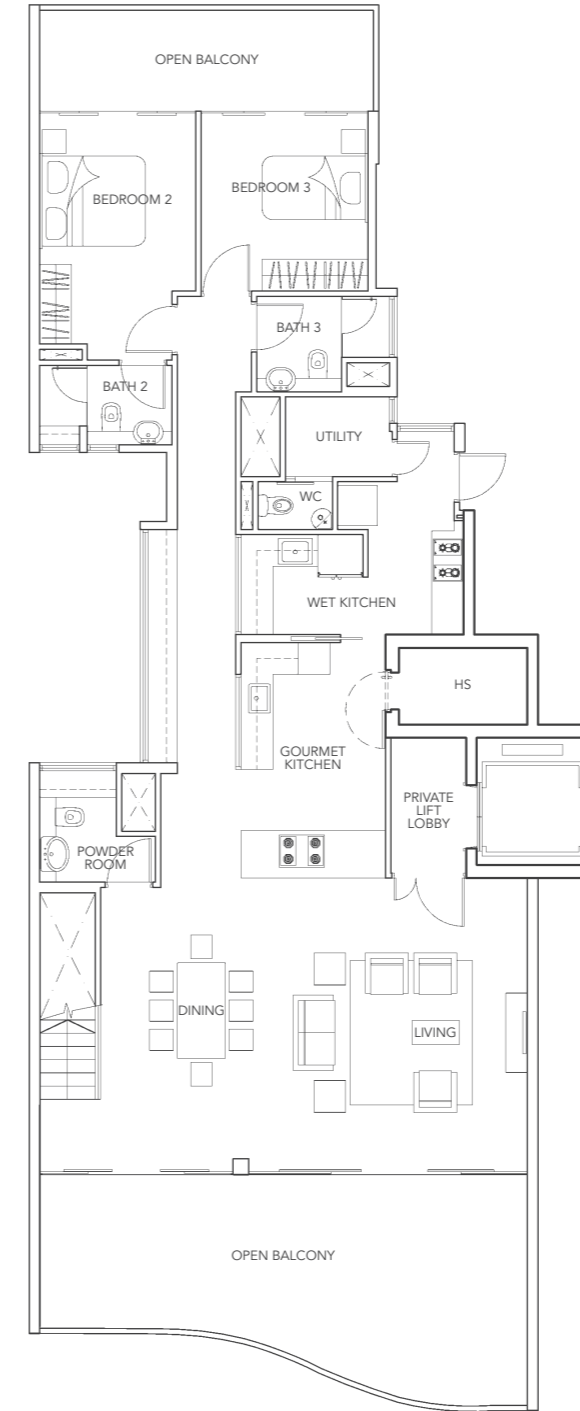 OPEN BALCONY
BEDROOM 2
BEDROOM 3
BATH 3
BATH 2
UTILITY
WC
WET KITCHEN
HS
GOURMET
KITCHEN
PRIVATE
LIFT
LOBBY
POWDER
ROOM
DINING
LIVING
OPEN BALCONY